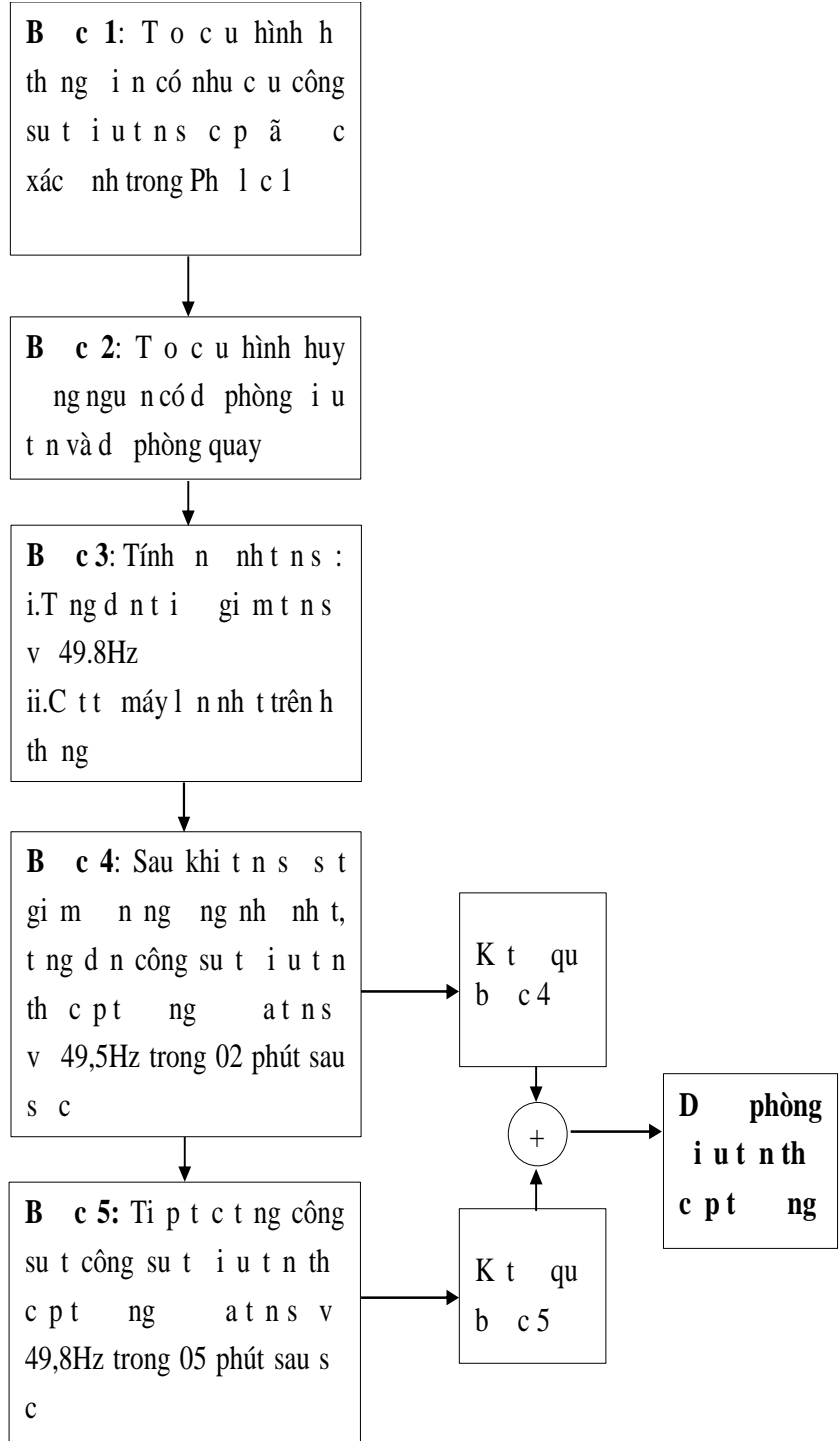 B c 1: T o c u hình h
th ng i n có nhu c u công
su t i u t n s c p ã c
xác nh trong Ph l c 1
B c 2: T o c u hình huy
ng ngu n có d phòng i u
t n và d phòng quay
B c 3: Tính n nh t n s :
i.T ng d n t i gi m t n s
v 49.8Hz
ii.C t t máy l n nh t trên h
th ng
B c 4: Sau khi t n s s t
gi m n ng ng nh nh t,
t ng d n công su t i u t n
th c p t ng a t n s
v 49,5Hz trong 02 phút sau
s c
K t qu
b c 4
+
D phòng
i u t n th
c p t ng
B c 5: Ti p t c t ng công
su t công su t i u t n th
c p t ng a t n s v
49,8Hz trong 05 phút sau s
c
K t qu
b c 5